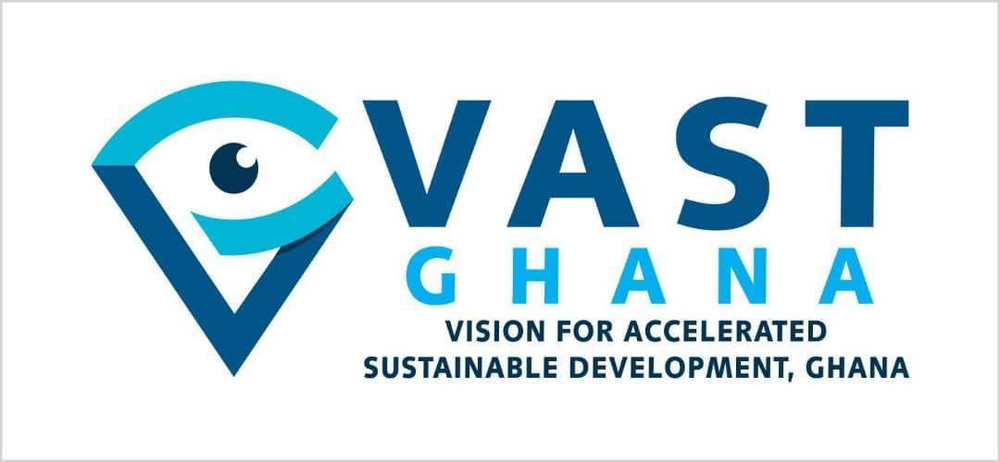 VAST
GHANA
VISION FOR ACCELERATED
SUSTAINABLE DEVELOPMENT, GHANA